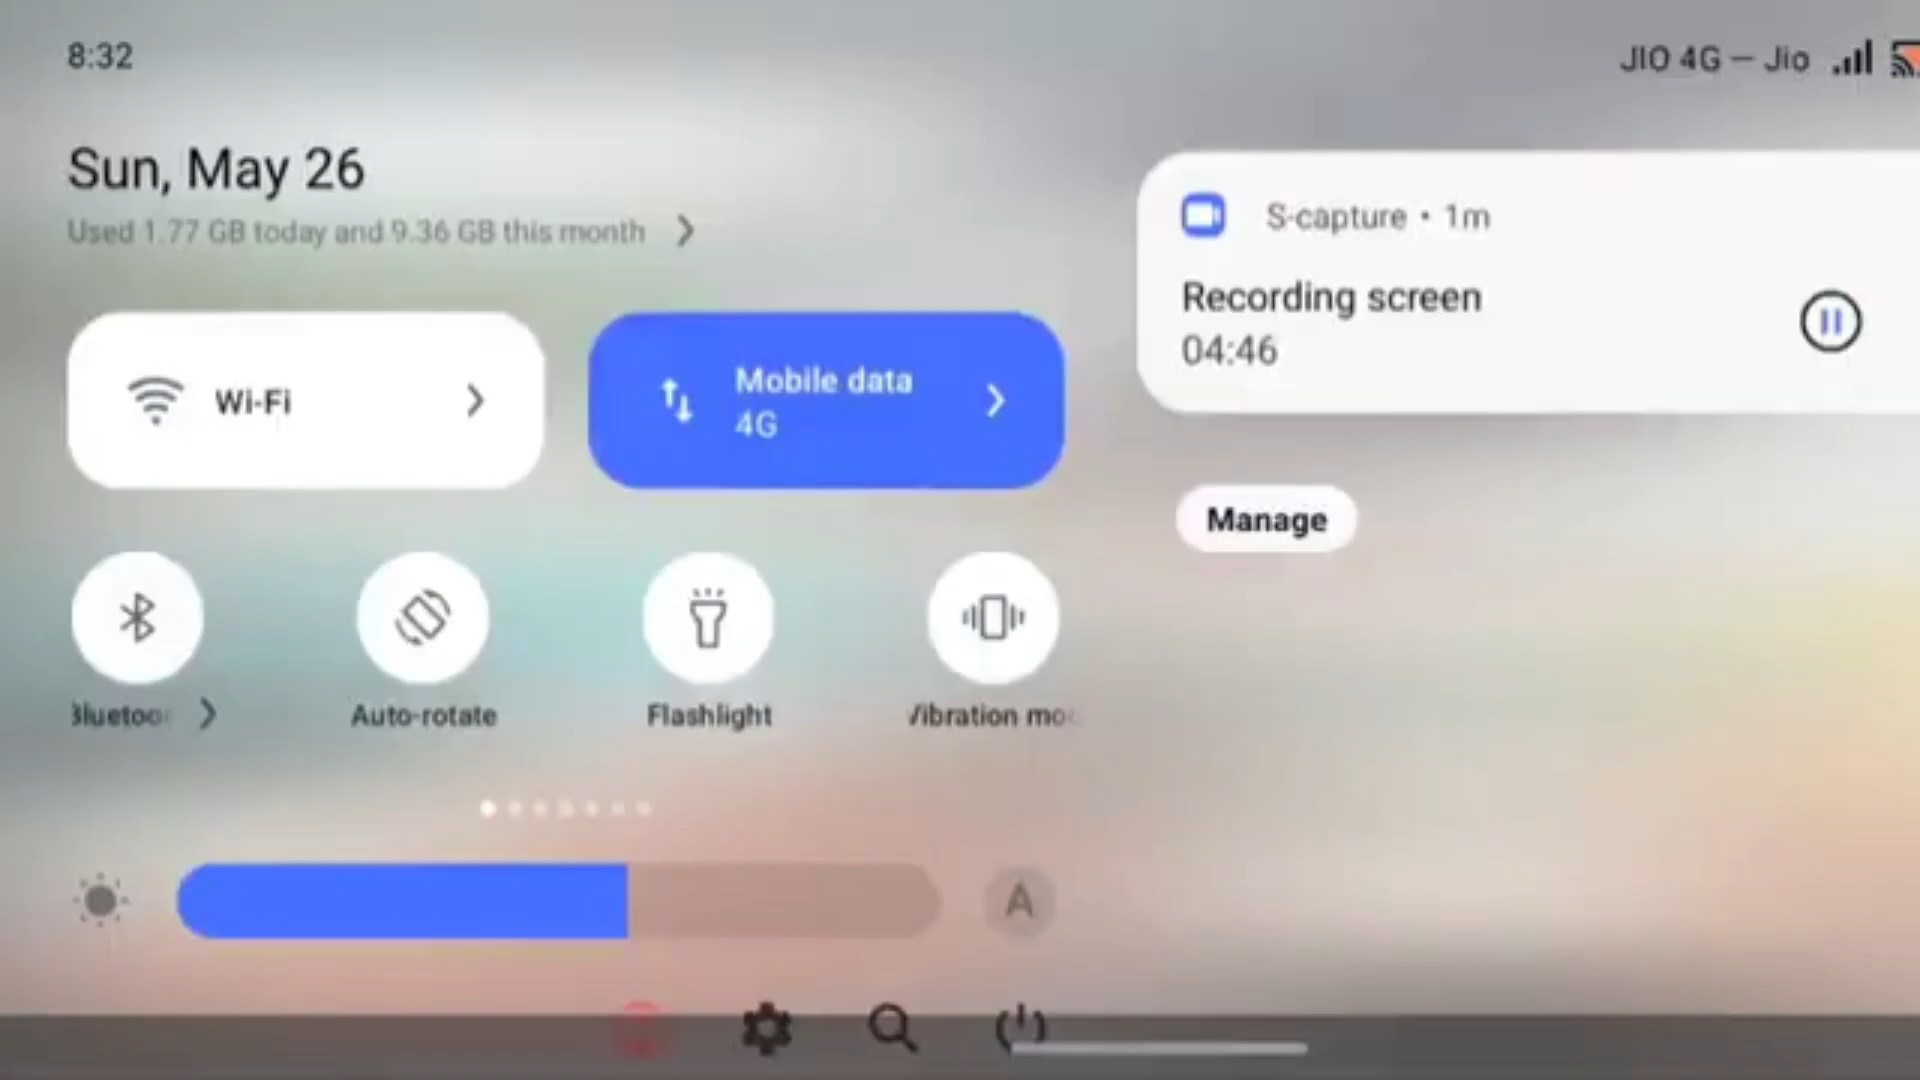 8:32
JIO 4G — Jio
Sun, May 26
Used 1.77 GB today and 9.36 GB this month
S-capture • 1m
Recording screen
04:46
Wi-Fi
Mobile data
4G
Manage
Auto-rotate
Flashlight
A